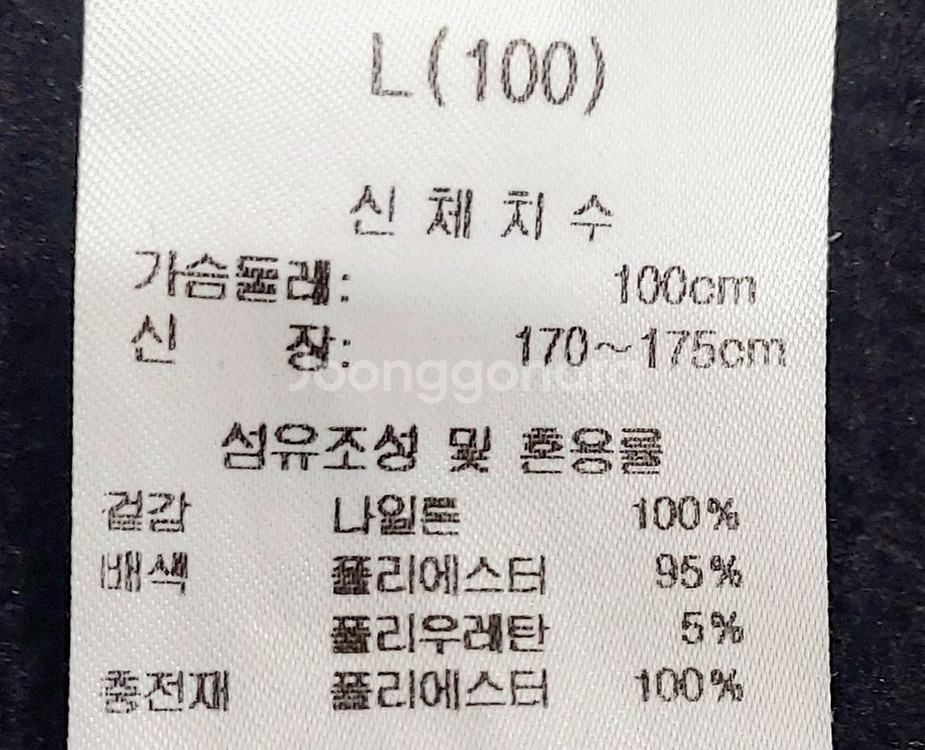 L(100)
신체치수
가슴둘레: 100cm
신 장: 170~175cm
Joonggonara
섬유조성 및 혼용률
겉감 나일론 100%
배색 폴리에스터 95%
폴리우레탄 5%
충전재 폴리에스터 100%